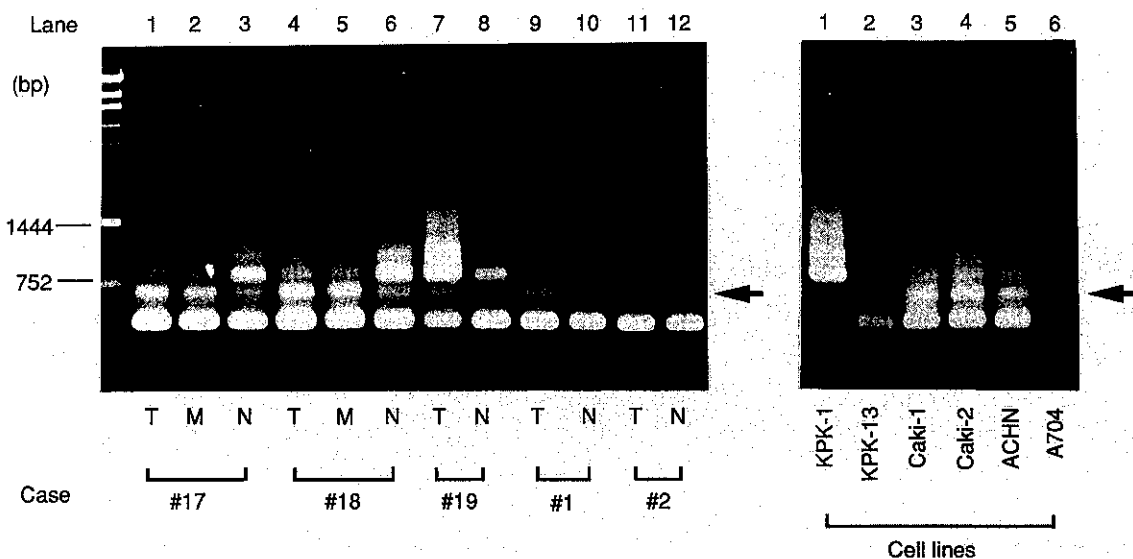 Lane 1 2 3 4 5 6 7 8 9 10 11 12 1 2 3 4 5 6
(bp)
1444
752
T M N T M N T N T N T N
KPK-1 KPK-13 Caki-1 Caki-2 ACHN A704
Case #17 #18 #19 #1 #2
Cell lines